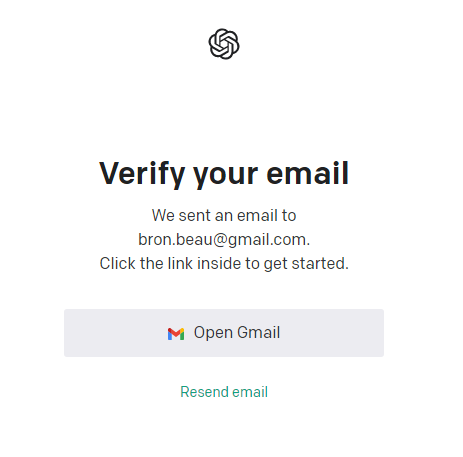 Verify your email
We sent an email to
bron.beau@gmail.com.
Click the link inside to get started.
Open Gmail
Resend email